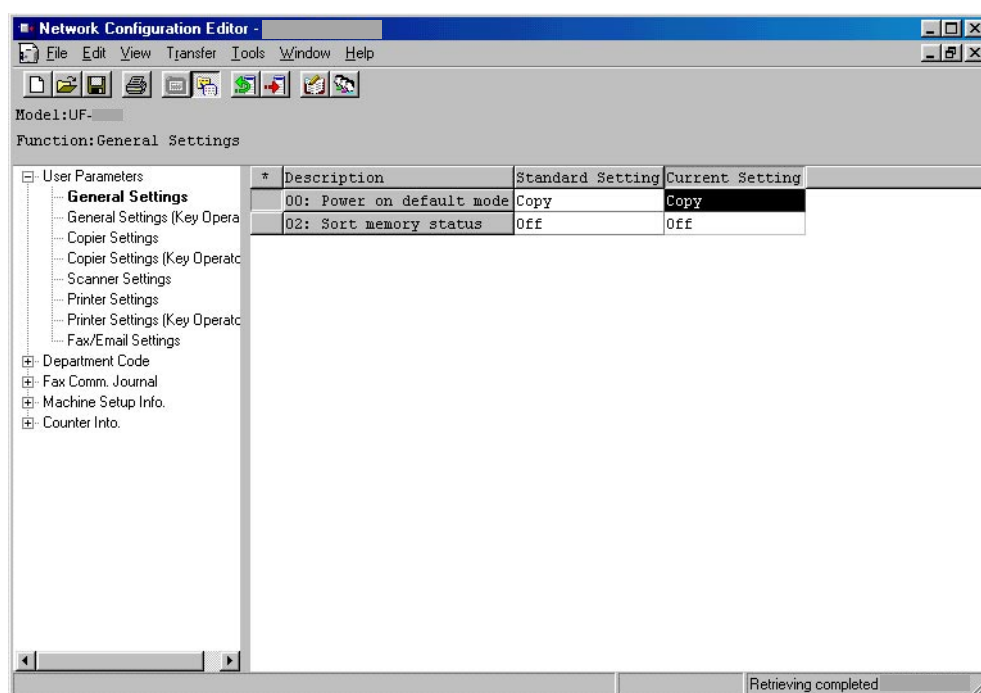 Network Configuration Editor -
File Edit View Transfer Tools Window Help
Model:UF-
Function:General Settings
User Parameters
General Settings
General Settings (Key Opera
Copier Settings
Copier Settings (Key Operato
Scanner Settings
Printer Settings
Printer Settings (Key Operato
Fax/Email Settings
Department Code
Fax Comm. Journal
Machine Setup Info.
Counter Into.
* Description Standard Setting Current Setting
00: Power on default mode Copy Copy
02: Sort memory status Off Off
Retrieving completed